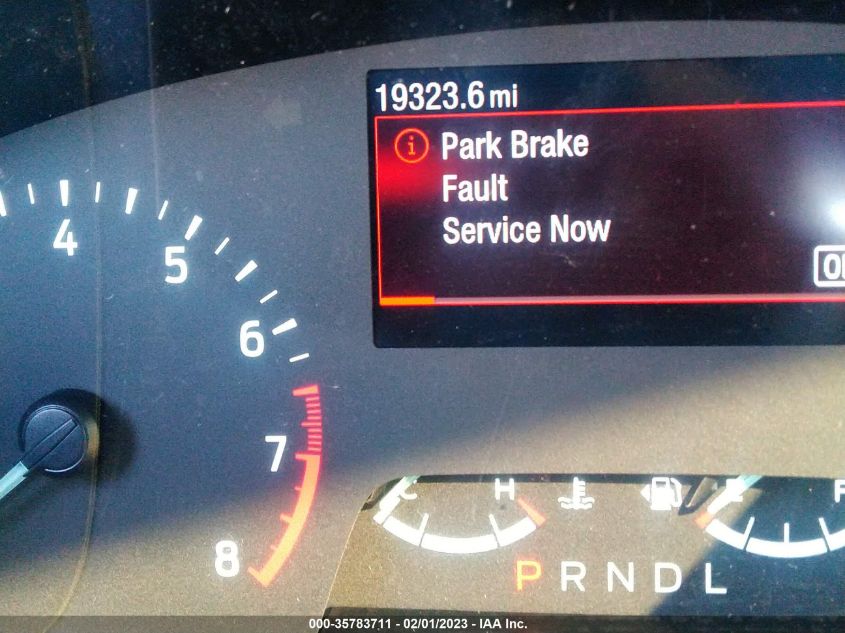 19323.6 mi
Park Brake
Fault
Service Now
4
5
6
7
8
C H E
P R N D L
000-35783711 - 02/01/2023 - IAA Inc.